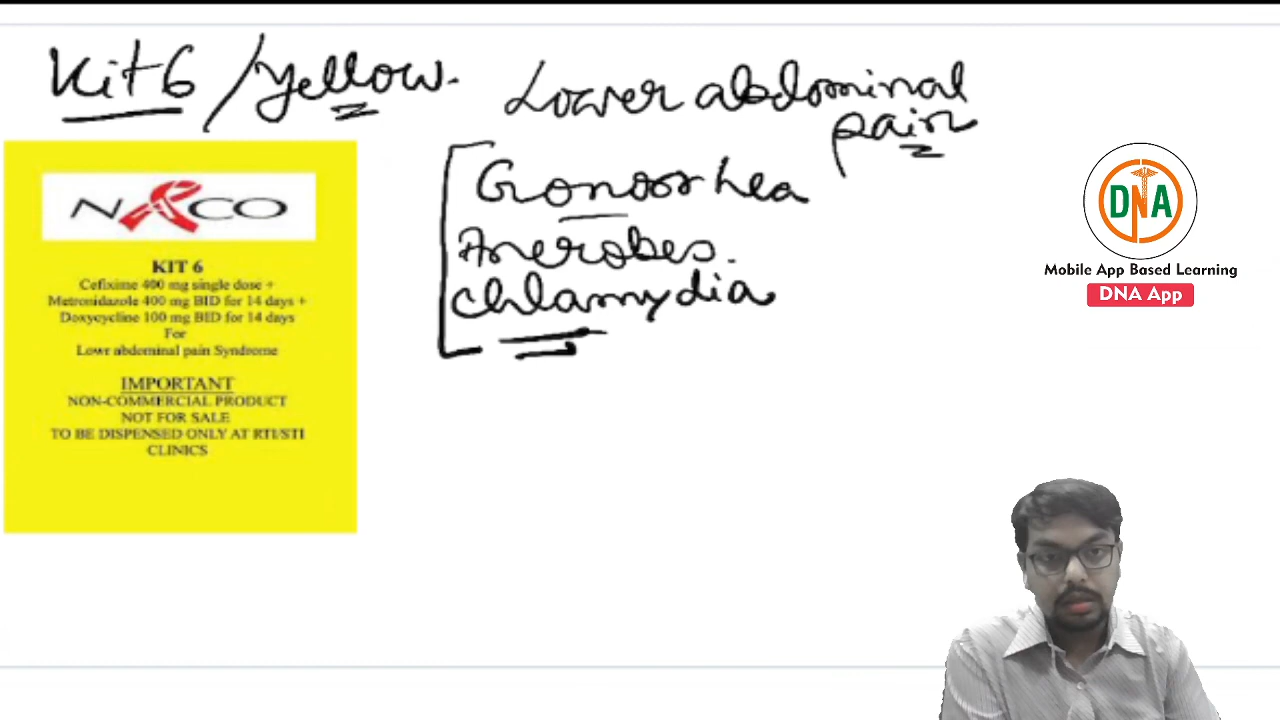 Kit 6 / yellow.
Lower abdominal
pain
Gonorrhea
Anerobes.
Chlamydia
NACO
KIT 6
Cefixime 400 mg single dose +
Metronidazole 400 mg BID for 14 days +
Doxycycline 100 mg BID for 14 days
For
Lowr abdominal pain Syndrome
IMPORTANT
NON-COMMERCIAL PRODUCT
NOT FOR SALE
TO BE DISPENSED ONLY AT RTI/STI
CLINICS
DNA
Mobile App Based Learning
DNA App